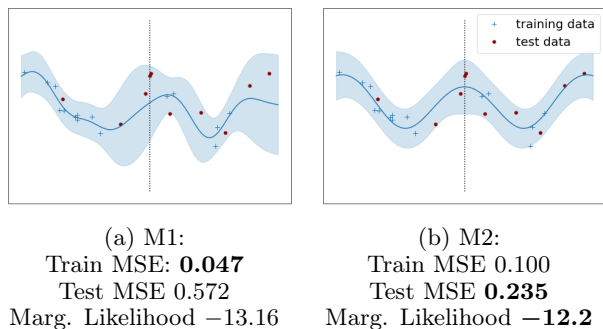 training data
test data
(a) M1:
Train MSE: 0.047
Test MSE 0.572
Marg. Likelihood −13.16
(b) M2:
Train MSE 0.100
Test MSE 0.235
Marg. Likelihood −12.2